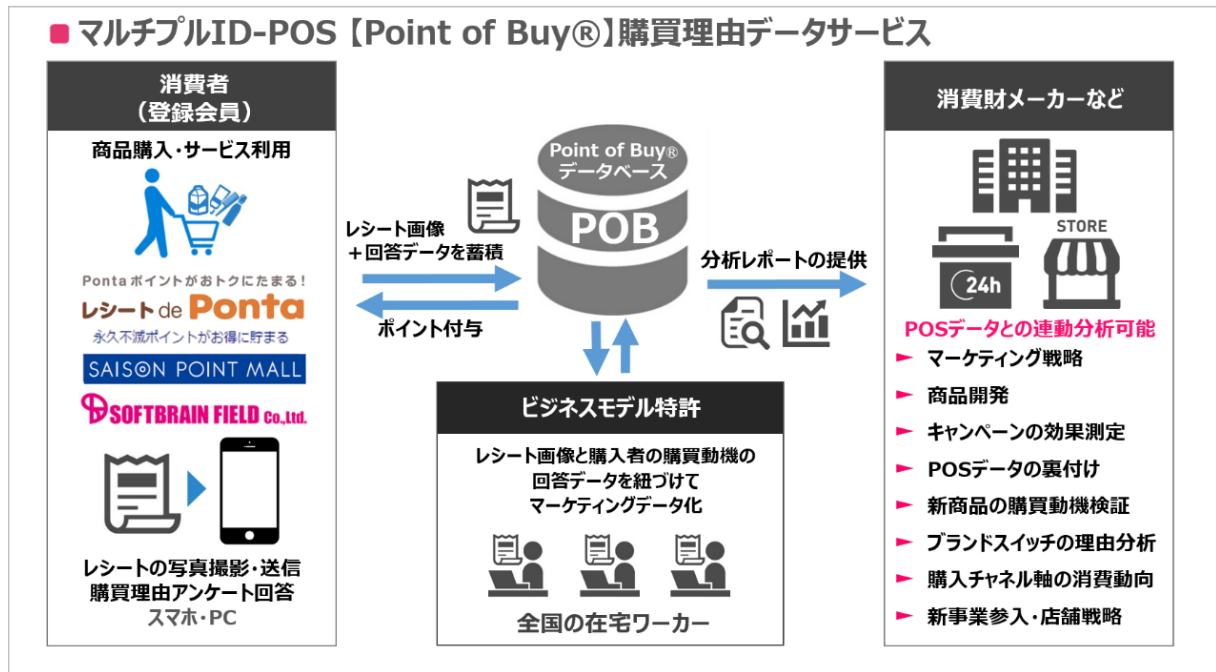 ■マルチプルID-POS【Point of Buy®】購買理由データサービス
消費者
（登録会員）
商品購入・サービス利用
Pontaポイントがおトクにたまる！
レシート de Ponta
永久不滅ポイントがお得に貯まる
SAISON POINT MALL
SOFTBRAIN FIELD Co.,Ltd.
レシートの写真撮影・送信
購買理由アンケート回答
スマホ・PC
レシート画像
＋回答データを蓄積
ポイント付与
Point of Buy®
データベース
POB
分析レポートの提供
ビジネスモデル特許
レシート画像と購入者の購買動機の
回答データを紐づけて
マーケティングデータ化
全国の在宅ワーカー
消費財メーカーなど
STORE
24h
POSデータとの連動分析可能
► マーケティング戦略
► 商品開発
► キャンペーンの効果測定
► POSデータの裏付け
► 新商品の購買動機検証
► ブランドスイッチの理由分析
► 購入チャネル軸の消費動向
► 新事業参入・店舗戦略